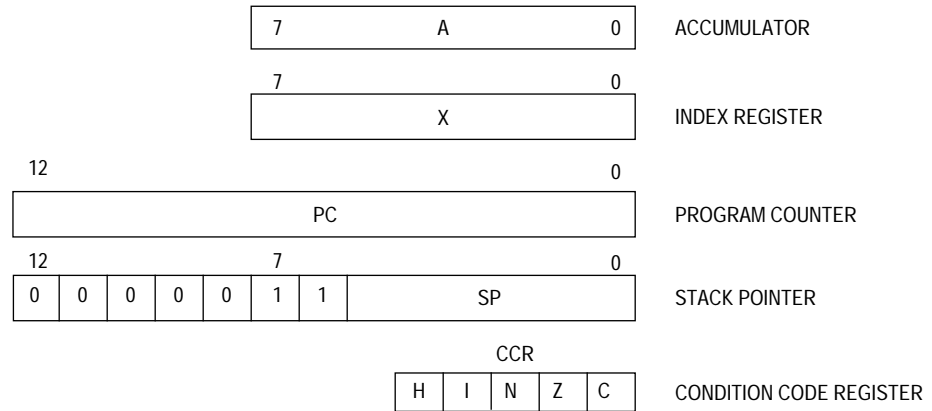 7 A 0 ACCUMULATOR
7 0
X INDEX REGISTER
12 0
PC PROGRAM COUNTER
12 7 0
0 0 0 0 0 1 1 SP STACK POINTER
CCR
H I N Z C CONDITION CODE REGISTER